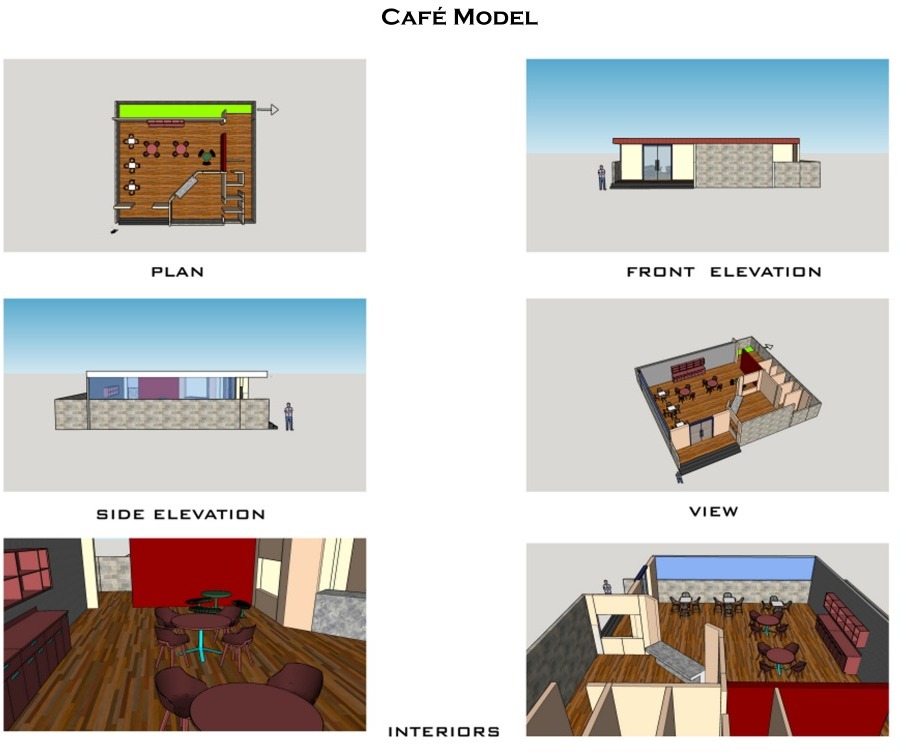 CAFÉ MODEL
PLAN
FRONT ELEVATION
SIDE ELEVATION
VIEW
INTERIORS